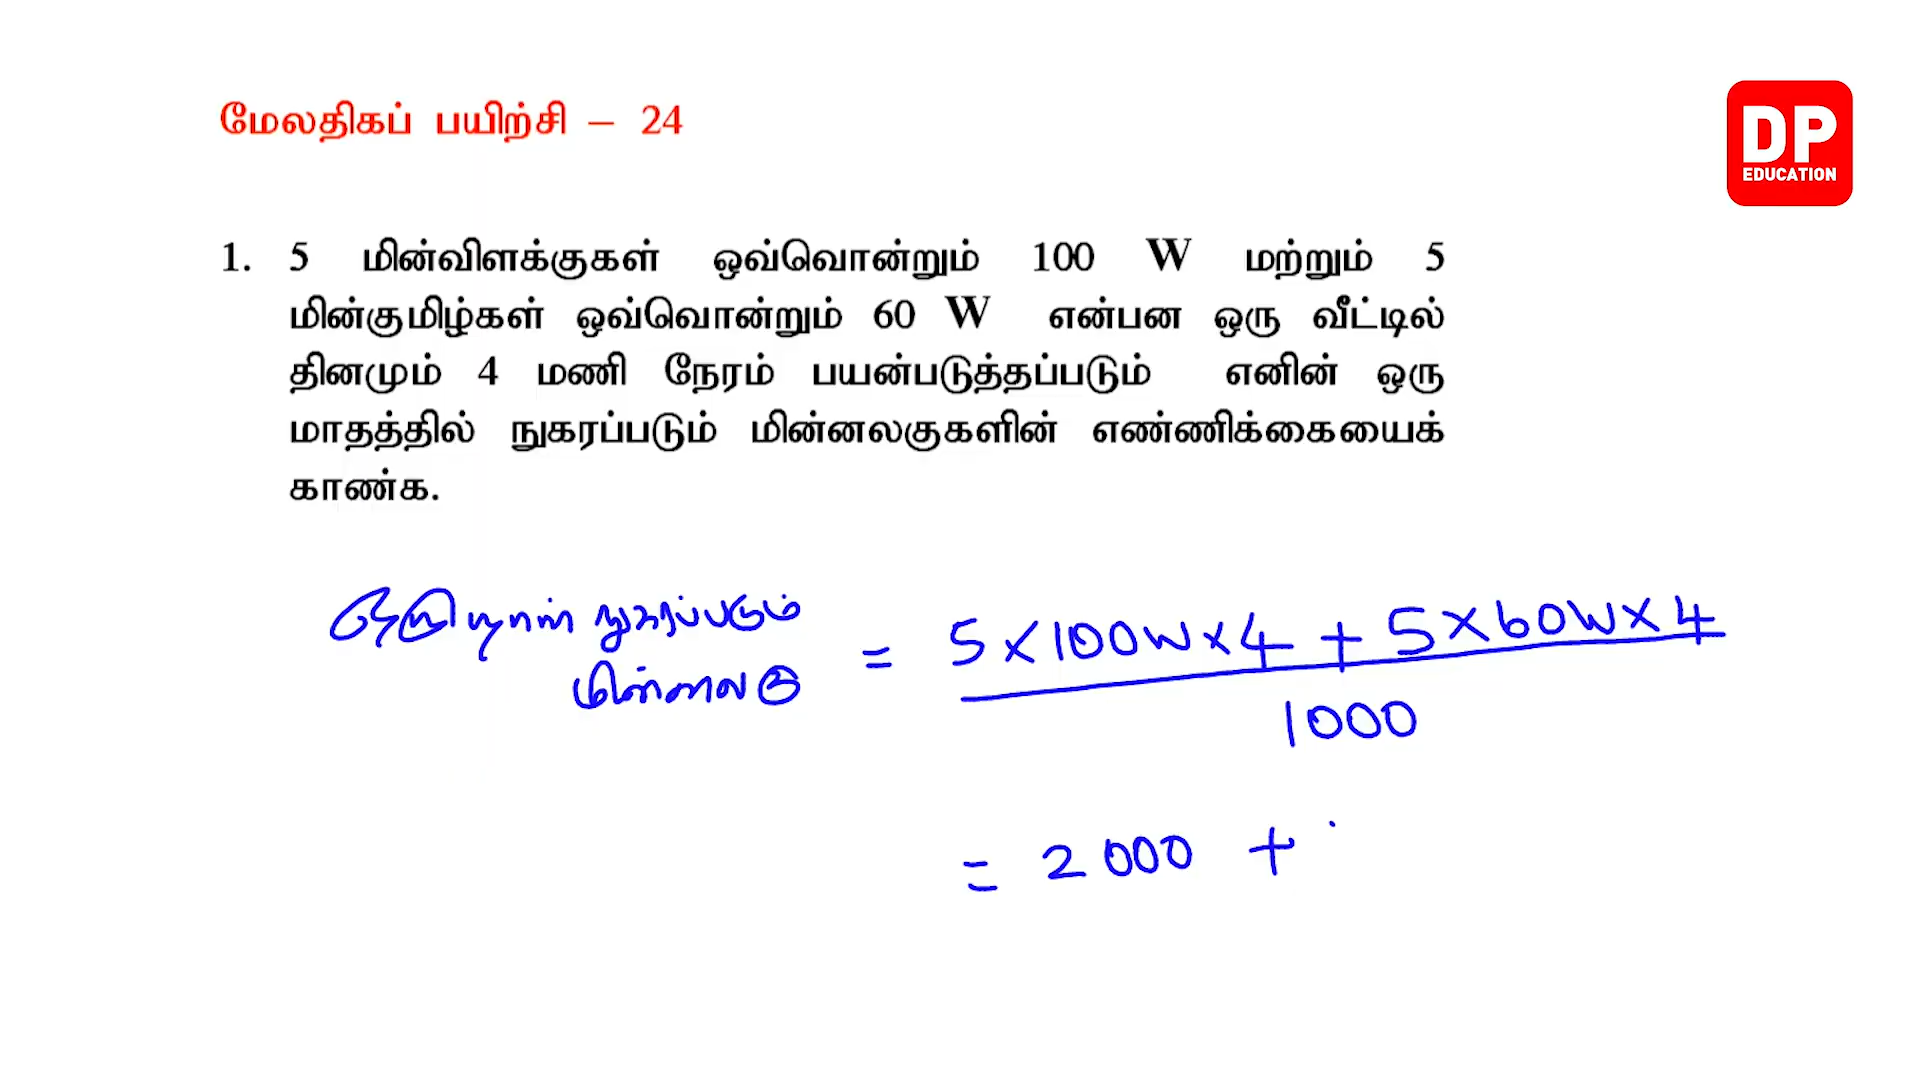 மேலதிகப் பயிற்சி – 24
DP
EDUCATION
1. 5 மின்விளக்குகள் ஒவ்வொன்றும் 100 W மற்றும் 5
மின்குமிழ்கள் ஒவ்வொன்றும் 60 W என்பன ஒரு வீட்டில்
தினமும் 4 மணி நேரம் பயன்படுத்தப்படும் எனின் ஒரு
மாதத்தில் நுகரப்படும் மின்னலகுகளின் எண்ணிக்கையைக்
காண்க.
நுகரப்படும்
மின்னலகு = 5 × 100W × 4 + 5 × 60W × 4
1000
= 2000 +